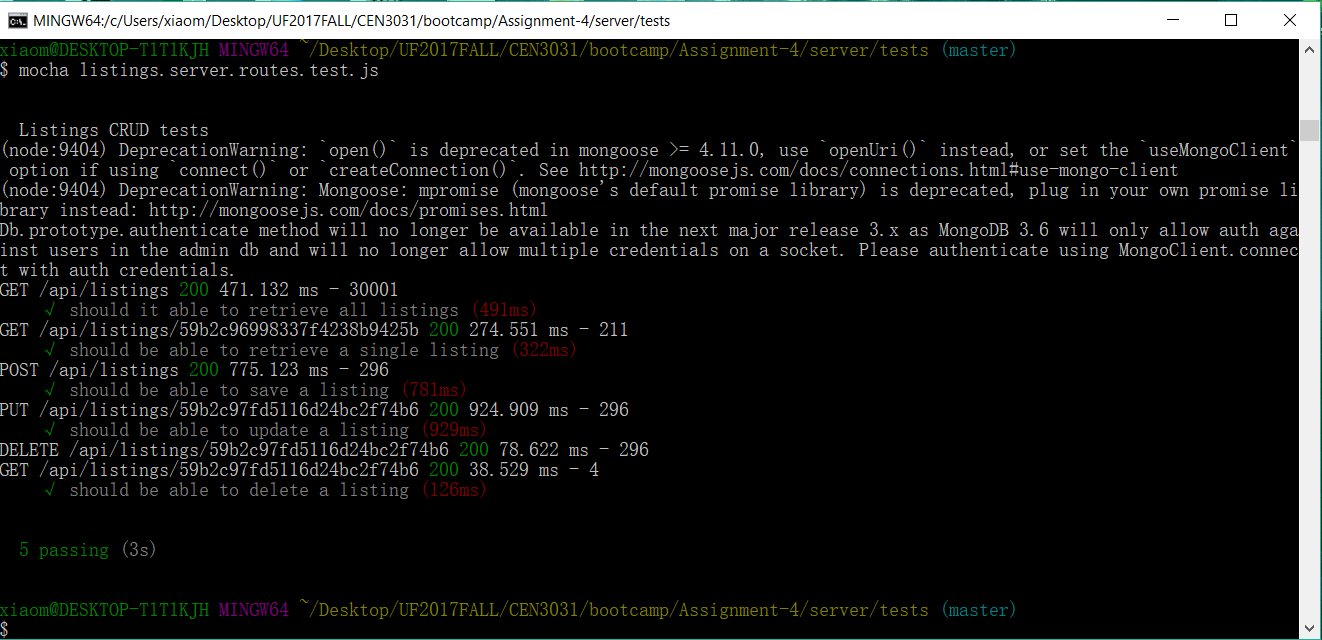 MINGW64:/c/Users/xiaom/Desktop/UF2017FALL/CEN3031/bootcamp/Assignment-4/server/tests
xiaom@DESKTOP-T1T1KJH MINGW64 ~/Desktop/UF2017FALL/CEN3031/bootcamp/Assignment-4/server/tests (master)
$ mocha listings.server.routes.test.js
Listings CRUD tests
(node:9404) DeprecationWarning: `open()` is deprecated in mongoose >= 4.11.0, use `openUri()` instead, or set the `useMongoClient`
option if using `connect()` or `createConnection()`. See http://mongoosejs.com/docs/connections.html#use-mongo-client
(node:9404) DeprecationWarning: Mongoose: mpromise (mongoose's default promise library) is deprecated, plug in your own promise li
brary instead: http://mongoosejs.com/docs/promises.html
Db.prototype.authenticate method will no longer be available in the next major release 3.x as MongoDB 3.6 will only allow auth aga
inst users in the admin db and will no longer allow multiple credentials on a socket. Please authenticate using MongoClient.connec
t with auth credentials.
GET /api/listings 200 471.132 ms - 30001
√ should it able to retrieve all listings (491ms)
GET /api/listings/59b2c96998337f4238b9425b 200 274.551 ms - 211
√ should be able to retrieve a single listing (322ms)
POST /api/listings 200 775.123 ms - 296
√ should be able to save a listing (781ms)
PUT /api/listings/59b2c97fd5116d24bc2f74b6 200 924.909 ms - 296
√ should be able to update a listing (929ms)
DELETE /api/listings/59b2c97fd5116d24bc2f74b6 200 78.622 ms - 296
GET /api/listings/59b2c97fd5116d24bc2f74b6 200 38.529 ms - 4
√ should be able to delete a listing (126ms)
5 passing (3s)
xiaom@DESKTOP-T1T1KJH MINGW64 ~/Desktop/UF2017FALL/CEN3031/bootcamp/Assignment-4/server/tests (master)
$